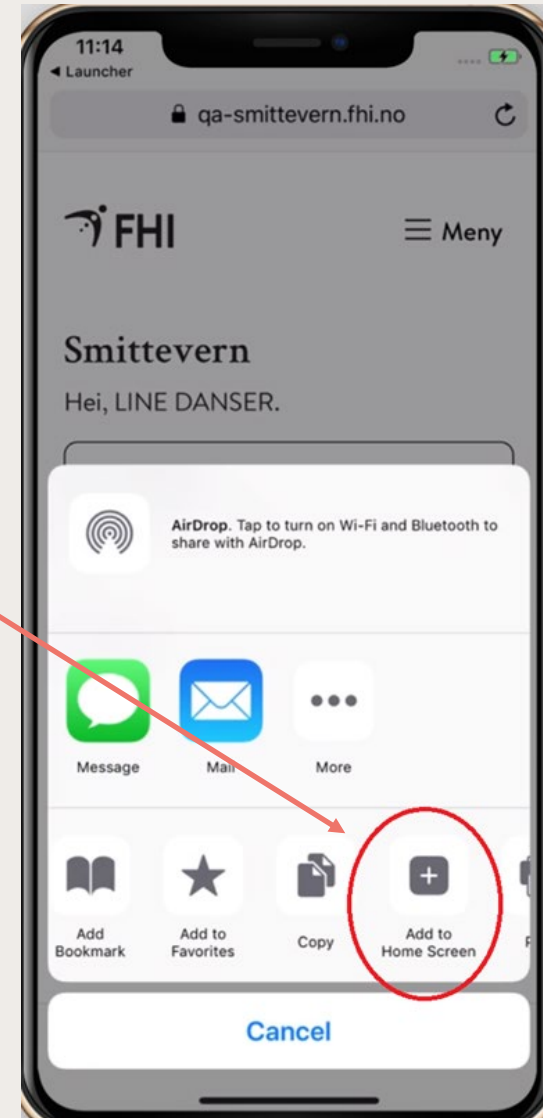 11:14
◀ Launcher
qa-smittevern.fhi.no
FHI
Meny
Smittevern
Hei, LINE DANSER.
AirDrop. Tap to turn on Wi-Fi and Bluetooth to
share with AirDrop.
Message
Mail
More
Add
Bookmark
Add to
Favorites
Copy
Add to
Home Screen
Cancel